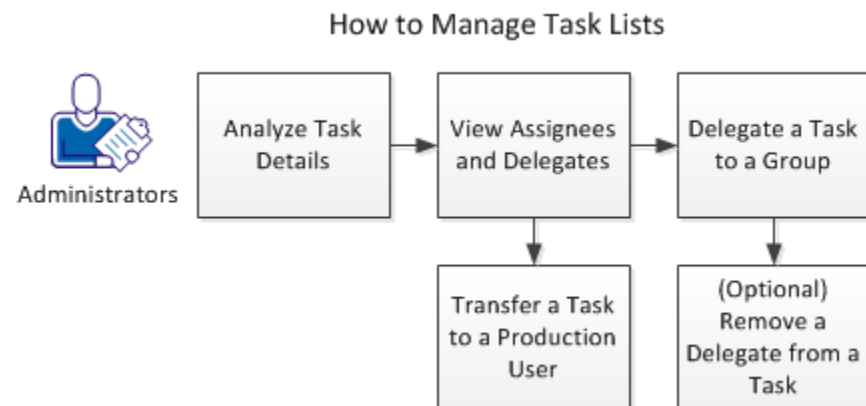 How to Manage Task Lists
Administrators
Analyze Task
Details
View Assignees
and Delegates
Delegate a Task
to a Group
Transfer a Task
to a Production
User
(Optional)
Remove a
Delegate from a
Task